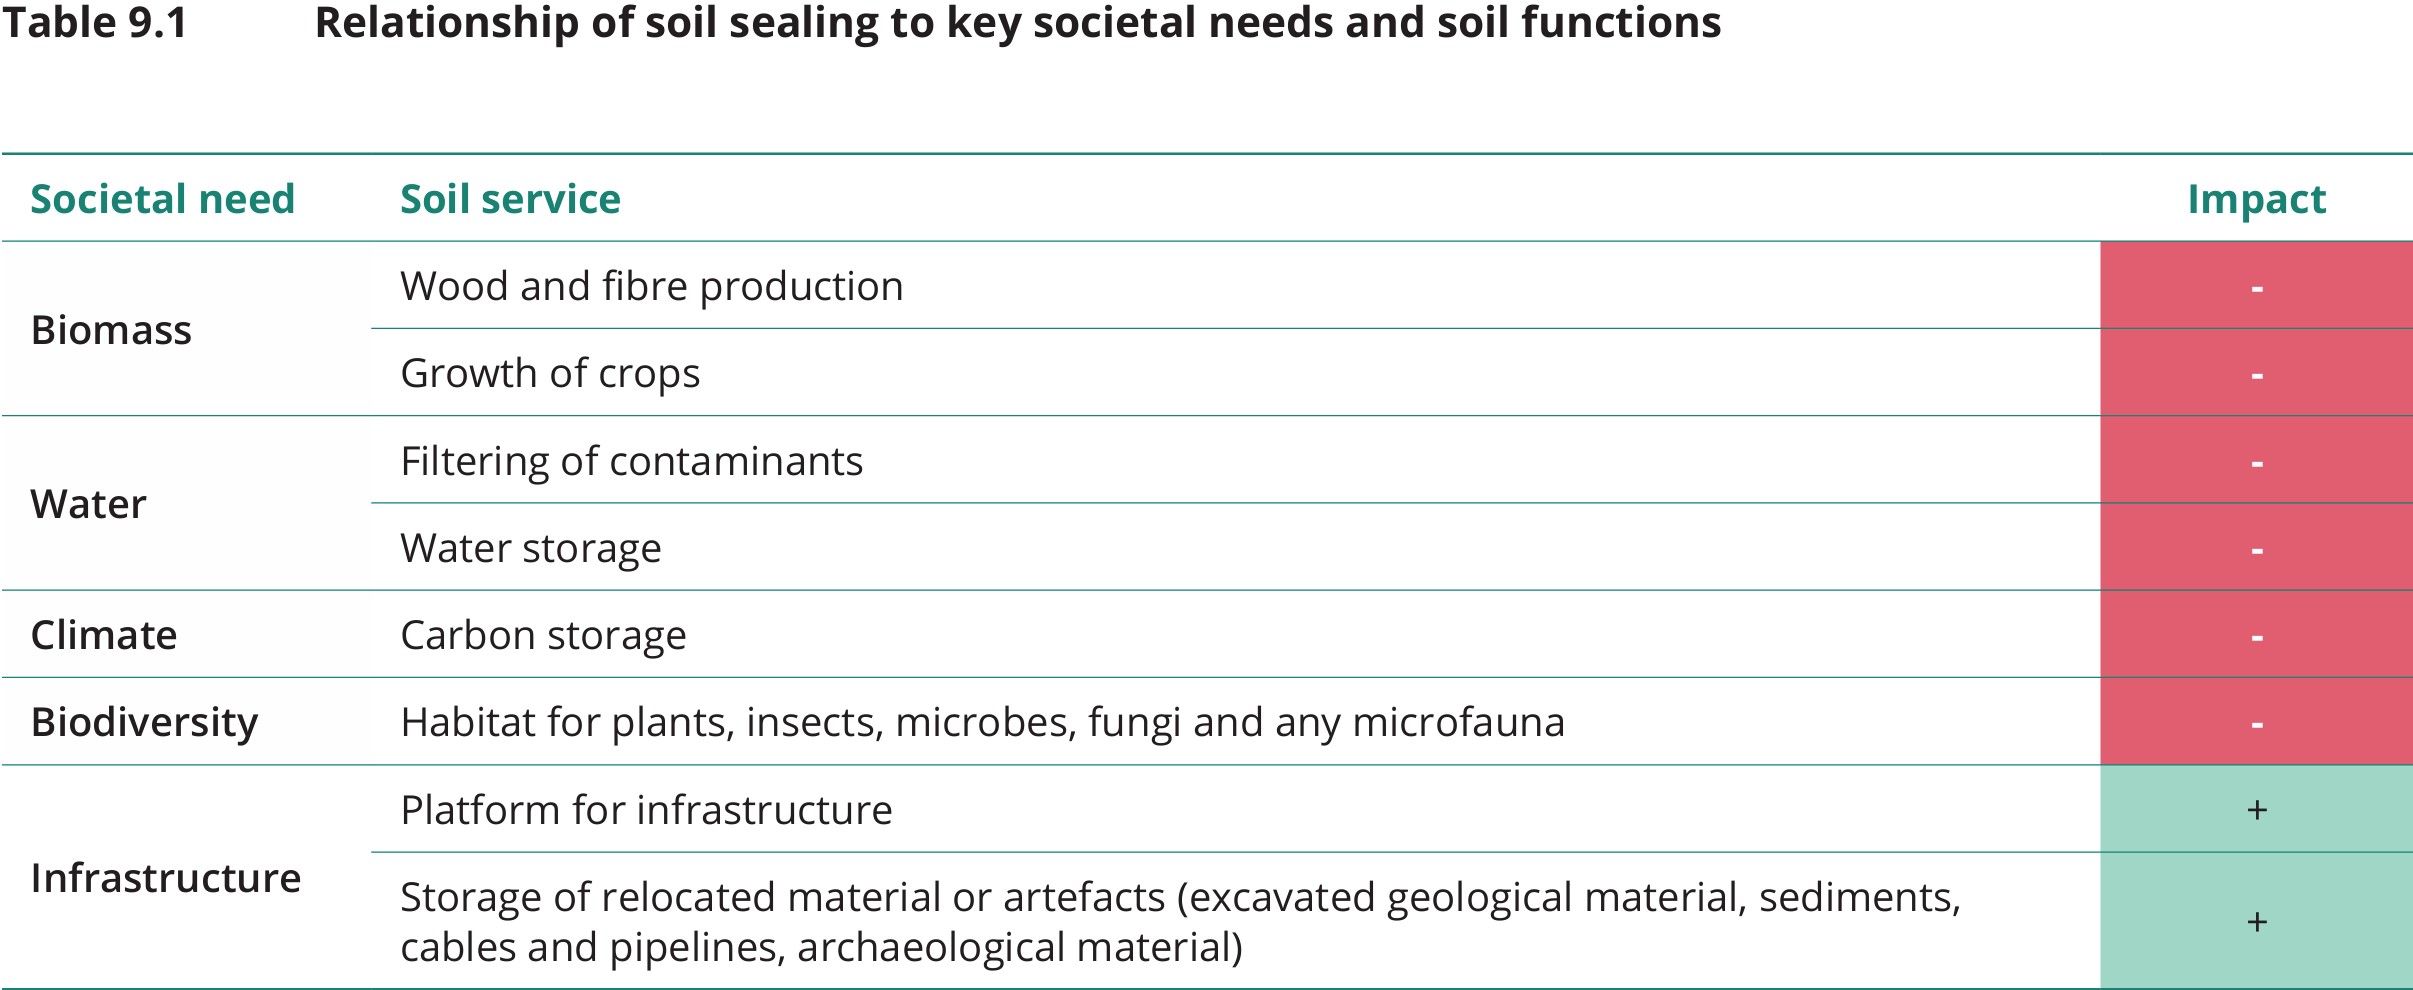 Table 9.1 Relationship of soil sealing to key societal needs and soil functions
Societal need Soil service Impact
Biomass
Wood and fibre production -
Growth of crops -
Water
Filtering of contaminants -
Water storage -
Climate Carbon storage -
Biodiversity Habitat for plants, insects, microbes, fungi and any microfauna -
Infrastructure
Platform for infrastructure +
Storage of relocated material or artefacts (excavated geological material, sediments,
cables and pipelines, archaeological material) +